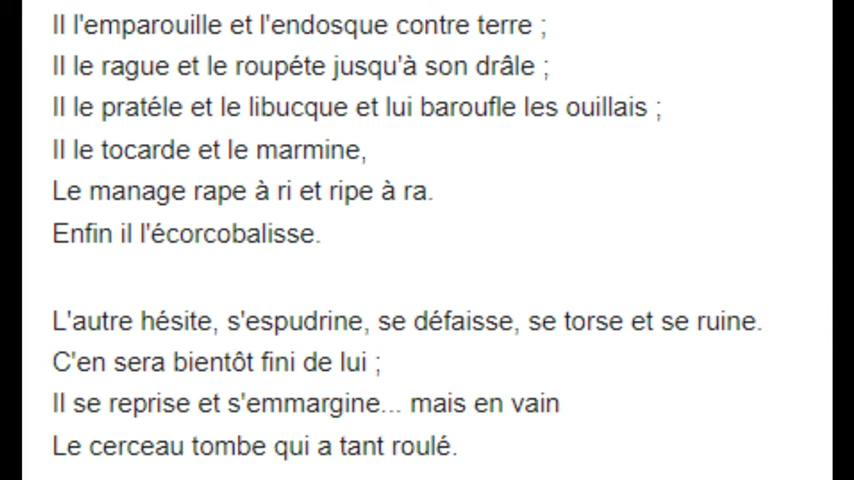 Il l'emparouille et l'endosque contre terre ;
Il le rague et le roupéte jusqu'à son drâle ;
Il le pratéle et le libucque et lui baroufle les ouillais ;
Il le tocarde et le marmine,
Le manage rape à ri et ripe à ra.
Enfin il l'écorcobalisse.
L'autre hésite, s'espudrine, se défaisse, se torse et se ruine.
C'en sera bientôt fini de lui ;
Il se reprise et s'emmargine... mais en vain
Le cerceau tombe qui a tant roulé.